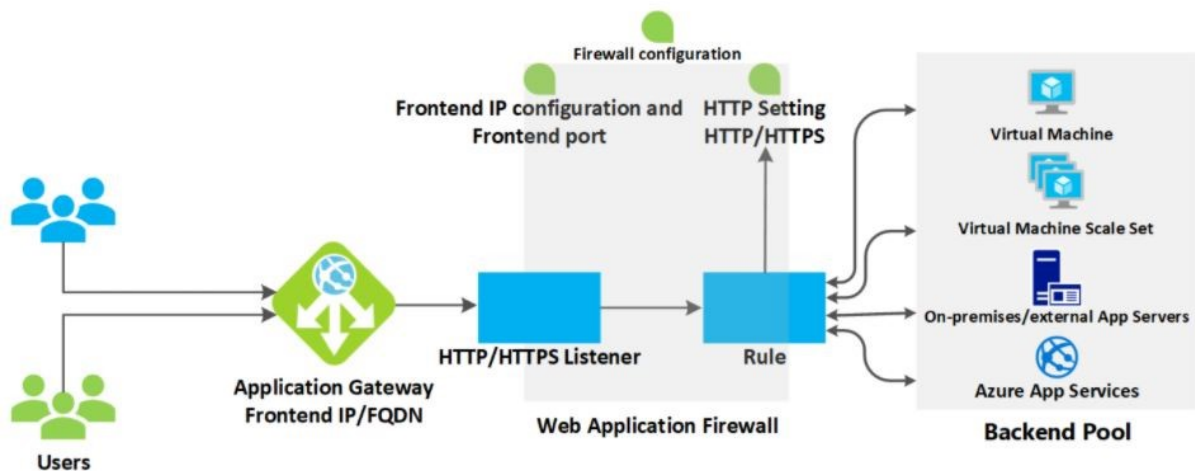 Firewall configuration
Frontend IP configuration and
Frontend port
HTTP Setting
HTTP/HTTPS
Virtual Machine
Virtual Machine Scale Set
On-premises/external App Servers
Azure App Services
Backend Pool
HTTP/HTTPS Listener
Rule
Application Gateway
Frontend IP/FQDN
Web Application Firewall
Users